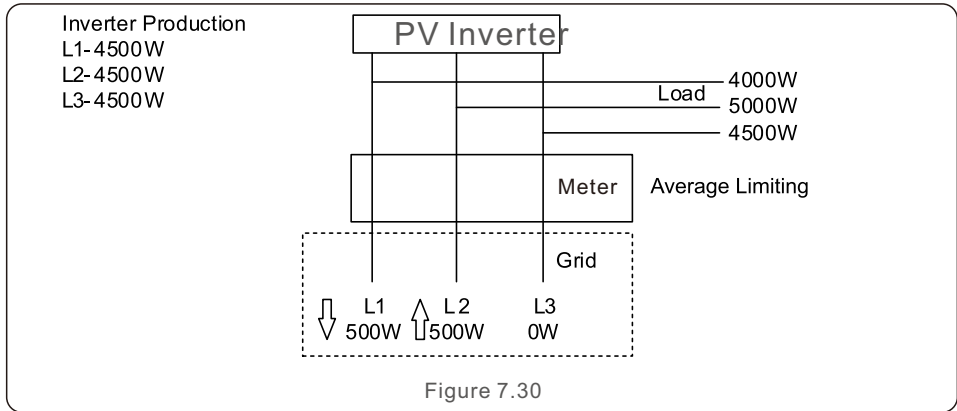 Inverter Production
L1-4500W
L2-4500W
L3-4500W
PV Inverter
4000W
Load
5000W
4500W
Meter
Average Limiting
Grid
L1 L2 L3
500W 500W 0W
Figure 7.30